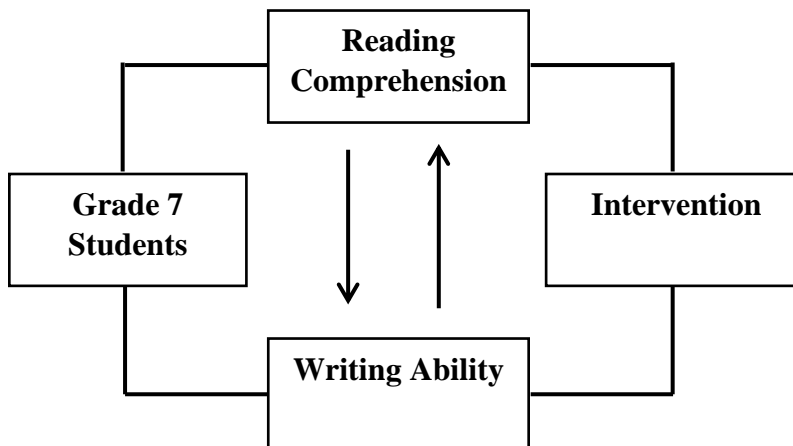 Reading
Comprehension
Grade 7
Students
Intervention
Writing Ability